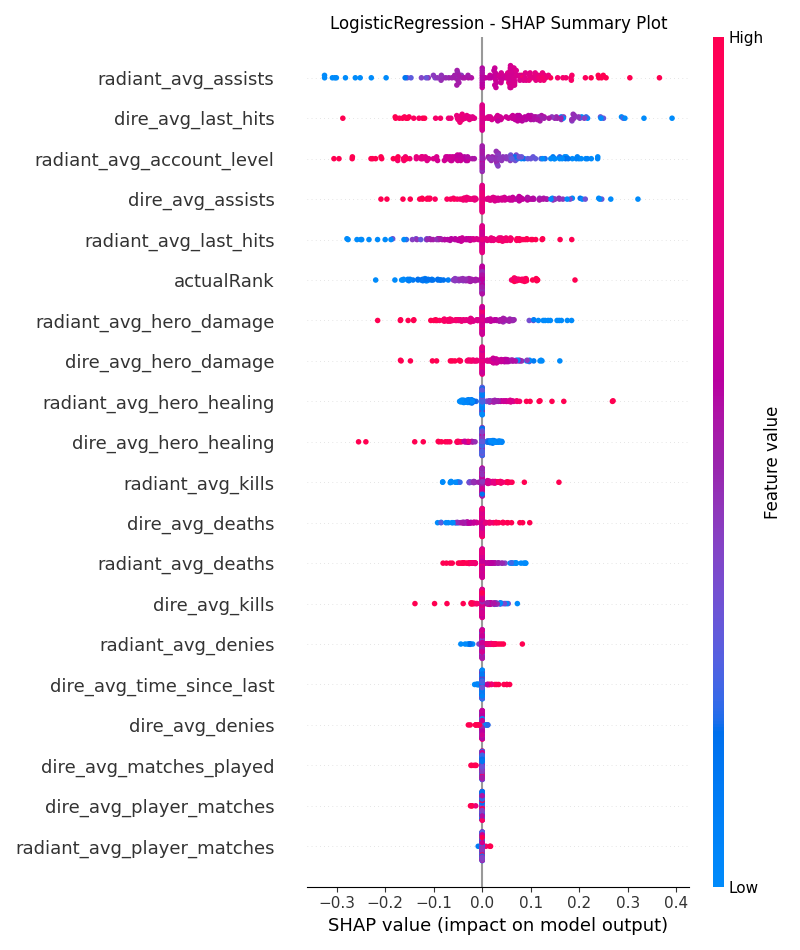 LogisticRegression - SHAP Summary Plot
High
radiant_avg_assists
dire_avg_last_hits
radiant_avg_account_level
dire_avg_assists
radiant_avg_last_hits
actualRank
radiant_avg_hero_damage
dire_avg_hero_damage
radiant_avg_hero_healing
dire_avg_hero_healing
radiant_avg_kills
dire_avg_deaths
radiant_avg_deaths
dire_avg_kills
radiant_avg_denies
dire_avg_time_since_last
dire_avg_denies
dire_avg_matches_played
dire_avg_player_matches
radiant_avg_player_matches
Feature value
Low
−0.3 −0.2 −0.1 0.0 0.1 0.2 0.3 0.4
SHAP value (impact on model output)